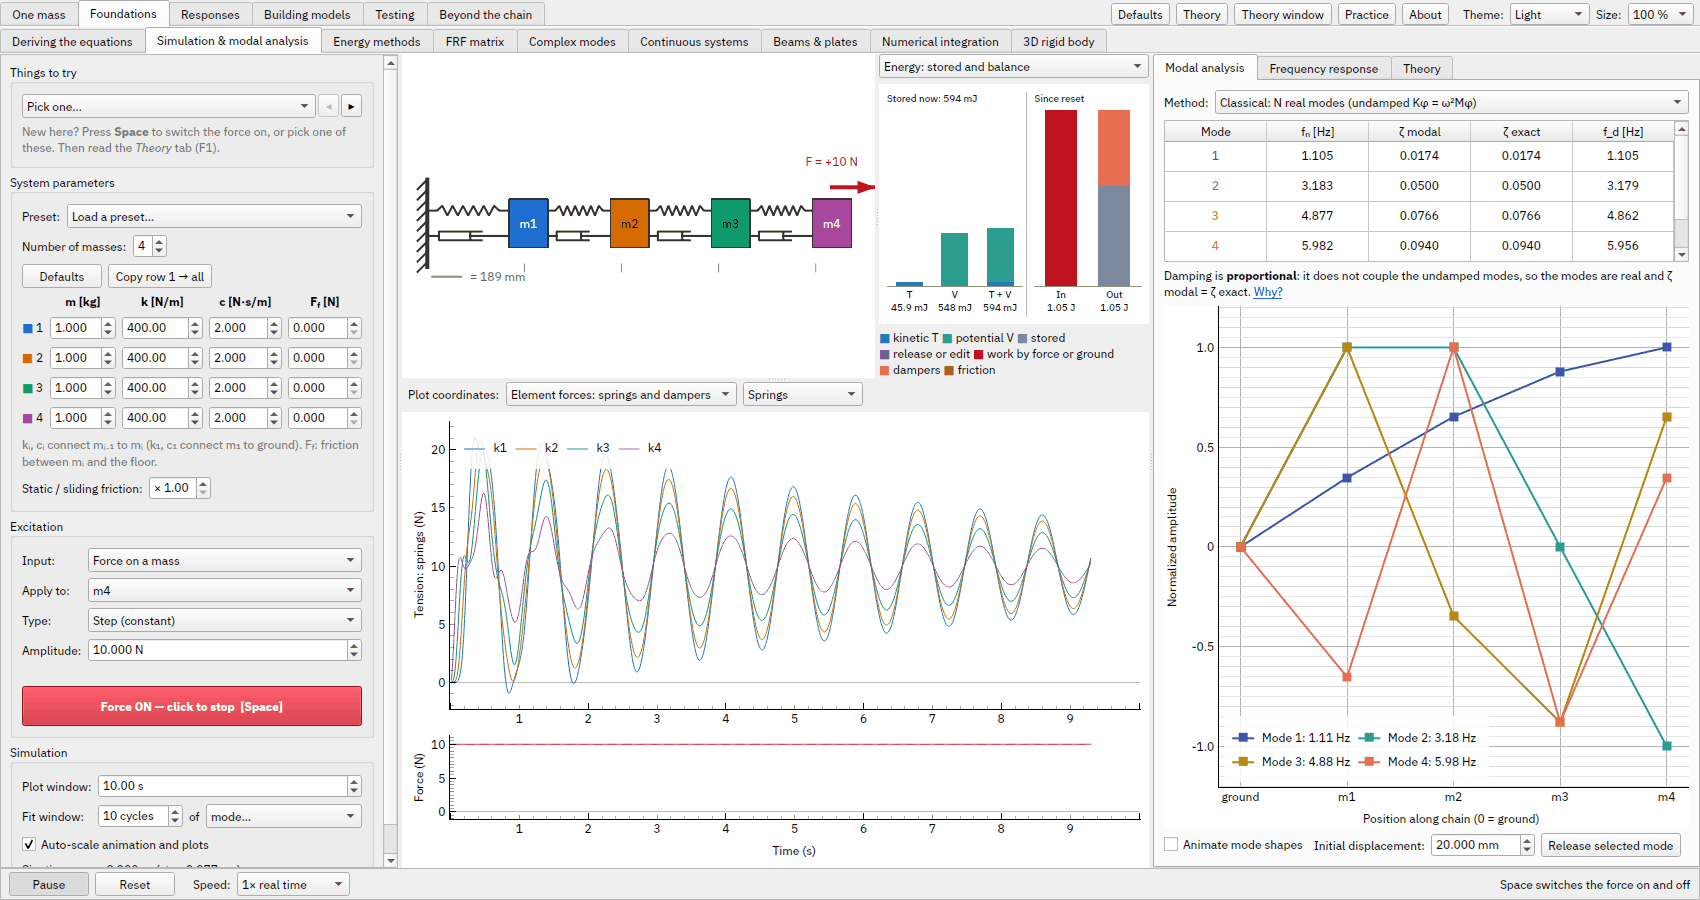 One mass Foundations Responses Building models Testing Beyond the chain Defaults Theory Theory window Practice About Theme: Light Size: 100 %
Deriving the equations Simulation & modal analysis Energy methods FRF matrix Complex modes Continuous systems Beams & plates Numerical integration 3D rigid body
Things to try
Pick one...
New here? Press Space to switch the force on, or pick one of
these. Then read the Theory tab (F1).
System parameters
Preset: Load a preset...
Number of masses: 4
Defaults Copy row 1 → all
m [kg] k [N/m] c [N·s/m] Ff [N]
1 1.000 400.00 2.000 0.000
2 1.000 400.00 2.000 0.000
3 1.000 400.00 2.000 0.000
4 1.000 400.00 2.000 0.000
kᵢ, cᵢ connect mᵢ₋₁ to mᵢ (k₁, c₁ connect m₁ to ground). Ff: friction
between mᵢ and the floor.
Static / sliding friction: × 1.00
Excitation
Input: Force on a mass
Apply to: m4
Type: Step (constant)
Amplitude: 10.000 N
Force ON — click to stop [Space]
Simulation
Plot window: 10.00 s
Fit window: 10 cycles of mode...
Auto-scale animation and plots
Pause Reset Speed: 1× real time
F = +10 N
m1 m2 m3 m4
= 189 mm
Energy: stored and balance
Stored now: 594 mJ Since reset
T V T + V In Out
45.9 mJ 548 mJ 594 mJ 1.05 J 1.05 J
kinetic T potential V stored
release or edit work by force or ground
dampers friction
Plot coordinates: Element forces: springs and dampers Springs
k1 k2 k3 k4
Tension: springs (N)
20
15
10
5
0
1 2 3 4 5 6 7 8 9
Force (N)
10
5
0
1 2 3 4 5 6 7 8 9
Time (s)
Modal analysis Frequency response Theory
Method: Classical: N real modes (undamped Kφ = ω²Mφ)
Mode fₙ [Hz] ζ modal ζ exact f_d [Hz]
1 1.105 0.0174 0.0174 1.105
2 3.183 0.0500 0.0500 3.179
3 4.877 0.0766 0.0766 4.862
4 5.982 0.0940 0.0940 5.956
Damping is proportional: it does not couple the undamped modes, so the modes are real and ζ
modal = ζ exact. Why?
Normalized amplitude
1.0
0.5
0
-0.5
-1.0
Mode 1: 1.11 Hz Mode 2: 3.18 Hz
Mode 3: 4.88 Hz Mode 4: 5.98 Hz
ground m1 m2 m3 m4
Position along chain (0 = ground)
Animate mode shapes Initial displacement: 20.000 mm Release selected mode
Space switches the force on and off